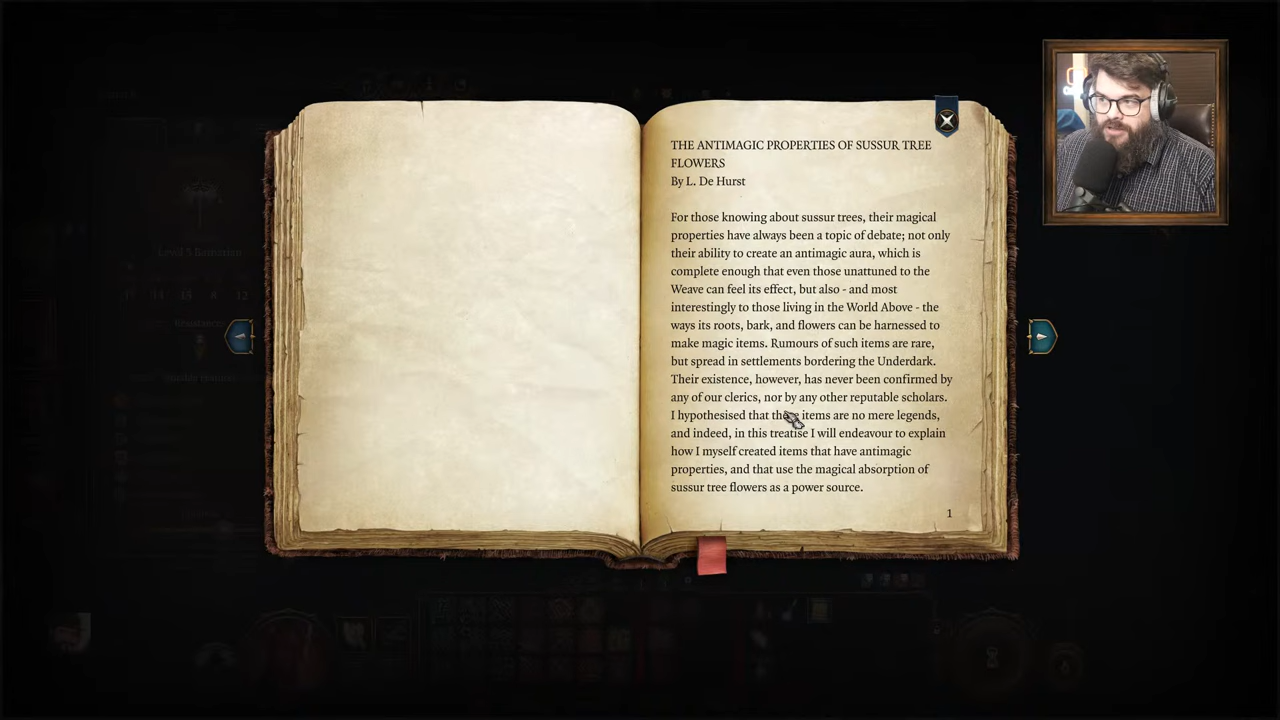 THE ANTIMAGIC PROPERTIES OF SUSSUR TREE
FLOWERS
By L. De Hurst
For those knowing about sussur trees, their magical
properties have always been a topic of debate; not only
their ability to create an antimagic aura, which is
complete enough that even those unattuned to the
Weave can feel its effect, but also - and most
interestingly to those living in the World Above - the
ways its roots, bark, and flowers can be harnessed to
make magic items. Rumours of such items are rare,
but spread in settlements bordering the Underdark.
Their existence, however, has never been confirmed by
any of our clerics, nor by any other reputable scholars.
I hypothesised that these items are no mere legends,
and indeed, in this treatise I will endeavour to explain
how I myself created items that have antimagic
properties, and that use the magical absorption of
sussur tree flowers as a power source.
1
Level 5 Barbarian